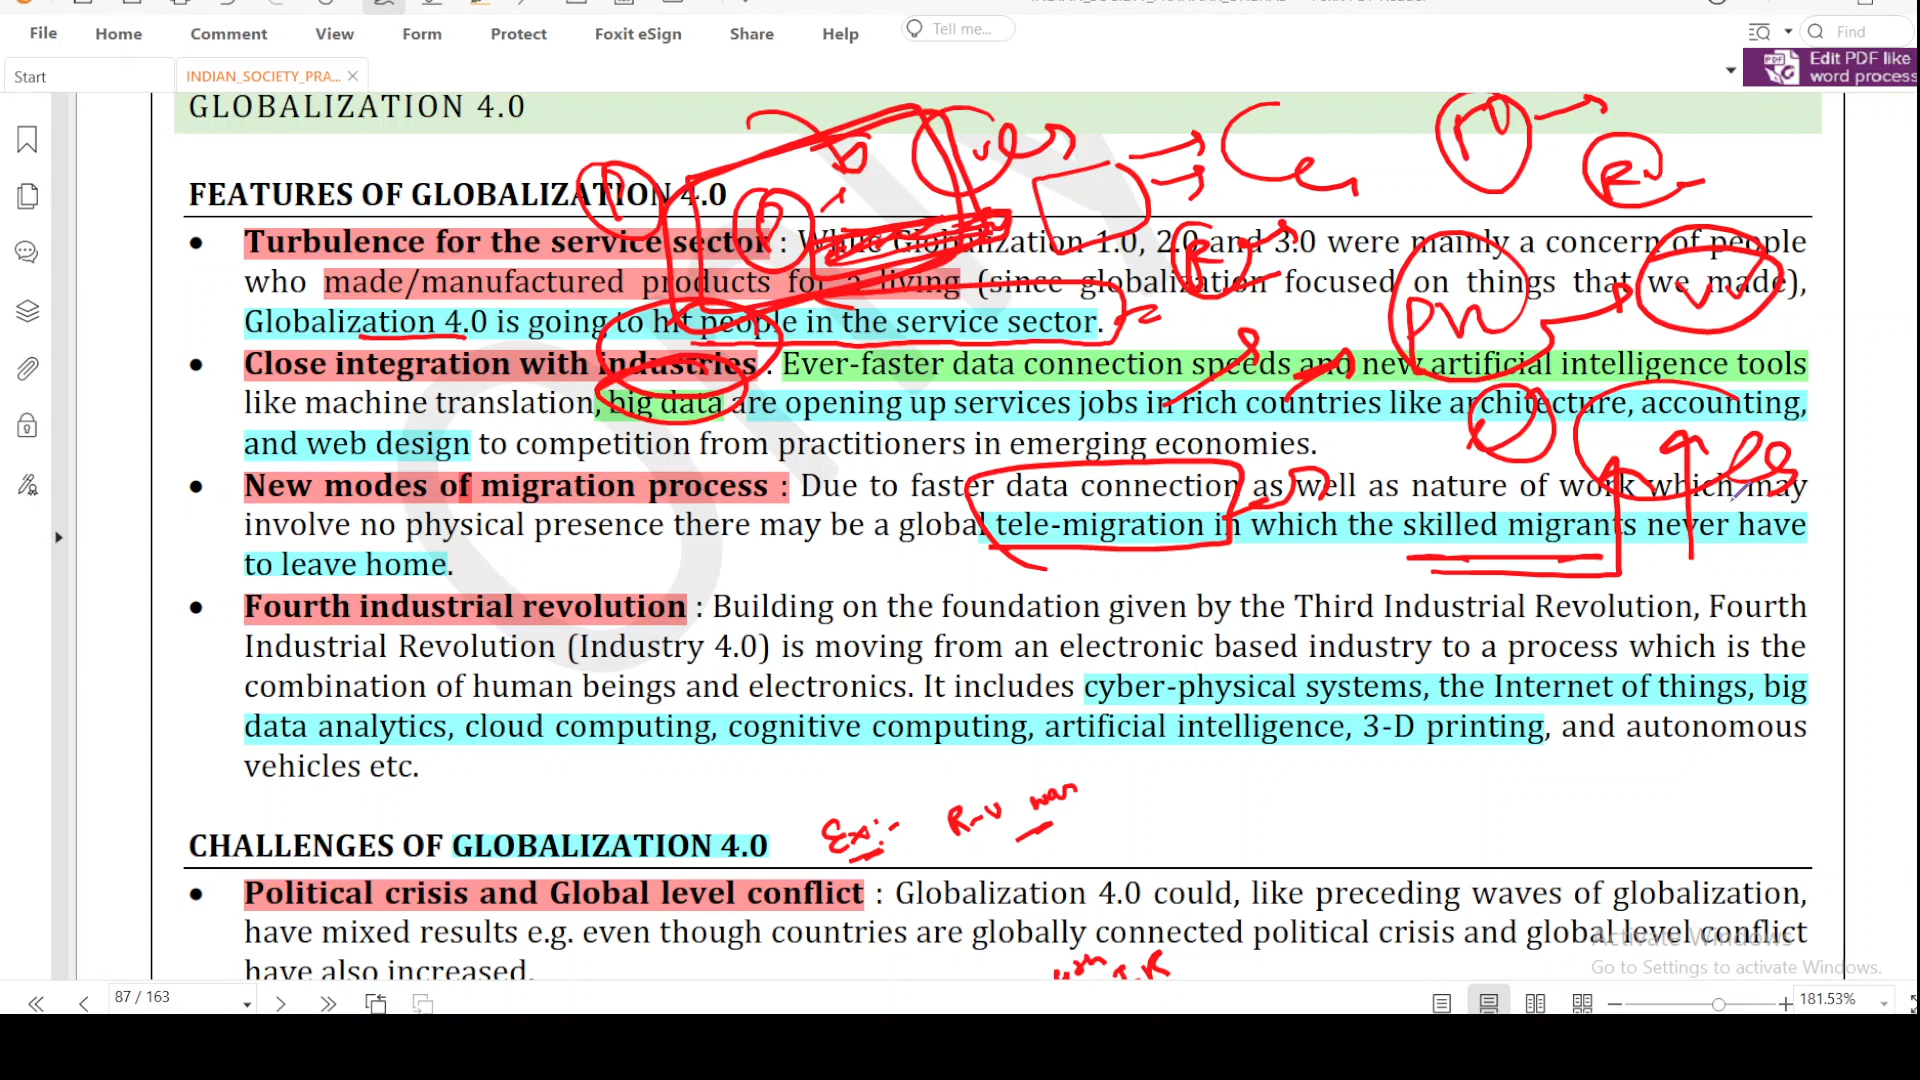 File Home Comment View Form Protect Foxit eSign Share Help Tell me... Find
Start INDIAN_SOCIETY_PRA... Edit PDF like
word process
GLOBALIZATION 4.0
FEATURES OF GLOBALIZATION 4.0
• Turbulence for the service sector : While Globalization 1.0, 2.0 and 3.0 were mainly a concern of people
who made/manufactured products for a living (since globalization focused on things that we made),
Globalization 4.0 is going to hit people in the service sector.
• Close integration with industries : Ever-faster data connection speeds and new artificial intelligence tools
like machine translation, big data are opening up services jobs in rich countries like architecture, accounting,
and web design to competition from practitioners in emerging economies.
• New modes of migration process : Due to faster data connection as well as nature of work which may
involve no physical presence there may be a global tele-migration in which the skilled migrants never have
to leave home.
• Fourth industrial revolution : Building on the foundation given by the Third Industrial Revolution, Fourth
Industrial Revolution (Industry 4.0) is moving from an electronic based industry to a process which is the
combination of human beings and electronics. It includes cyber-physical systems, the Internet of things, big
data analytics, cloud computing, cognitive computing, artificial intelligence, 3-D printing, and autonomous
vehicles etc.
Ex:- R-U war
CHALLENGES OF GLOBALIZATION 4.0
• Political crisis and Global level conflict : Globalization 4.0 could, like preceding waves of globalization,
have mixed results e.g. even though countries are globally connected political crisis and global level conflict
have also increased.
Activate Windows
Go to Settings to activate Windows.
87 / 163 181.53%